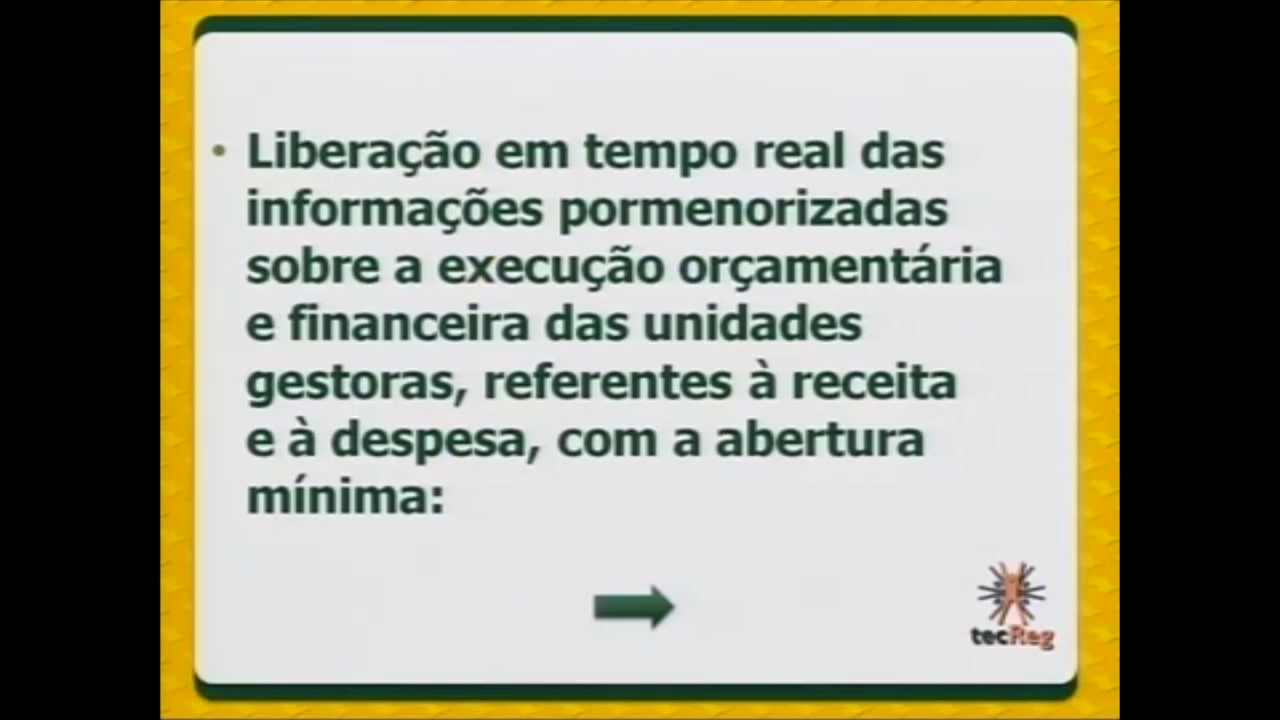 • Liberação em tempo real das
informações pormenorizadas
sobre a execução orçamentária
e financeira das unidades
gestoras, referentes à receita
e à despesa, com a abertura
mínima:
tecReg